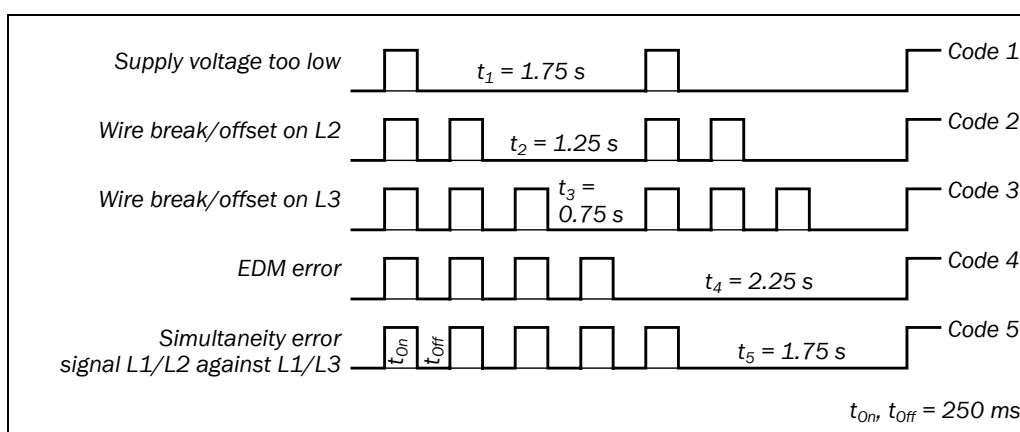 Supply voltage too low
t1 = 1.75 s
Code 1
Wire break/offset on L2
t2 = 1.25 s
Code 2
Wire break/offset on L3
t3 =
0.75 s
Code 3
EDM error
t4 = 2.25 s
Code 4
Simultaneity error
signal L1/L2 against L1/L3
tOn
tOff
t5 = 1.75 s
Code 5
tOn, tOff = 250 ms